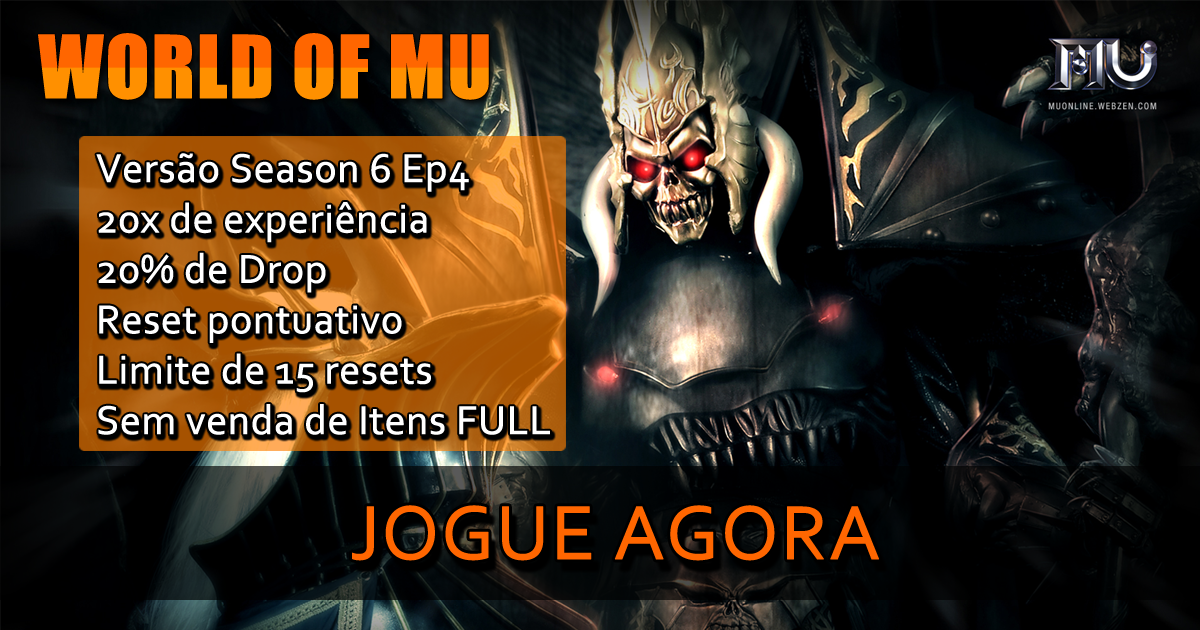 WORLD OF MU
MU
MUONLINE.WEBZEN.COM
Versão Season 6 Ep4
20x de experiência
20% de Drop
Reset pontuativo
Limite de 15 resets
Sem venda de Itens FULL
JOGUE AGORA